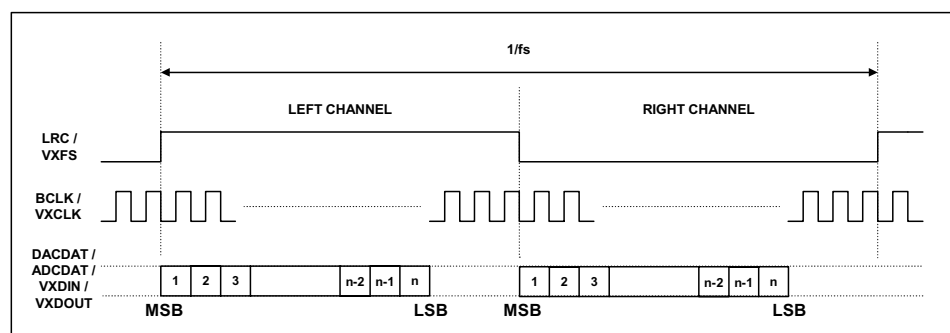 1/fs
LEFT CHANNEL
RIGHT CHANNEL
LRC /
VXFS
BCLK /
VXCLK
DACDAT /
ADCDAT /
VXDIN /
VXDOUT
1 2 3 n-2 n-1 n 1 2 3 n-2 n-1 n
MSB LSB MSB LSB